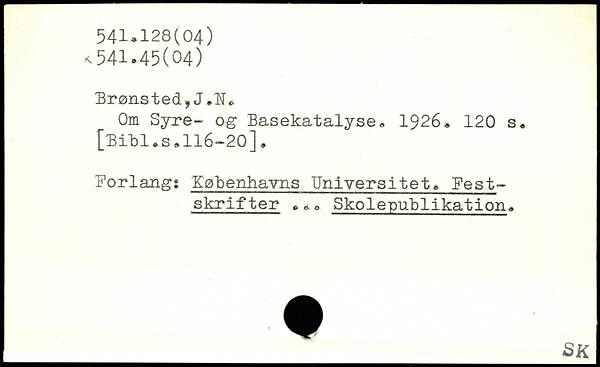 541.128(04)
x541.45(04)
Brønsted,J.N.
Om Syre- og Basekatalyse. 1926. 120 s.
[Bibl.s.116-20].
Forlang: Københavns Universitet. Fest-
skrifter ... Skolepublikation.
SK